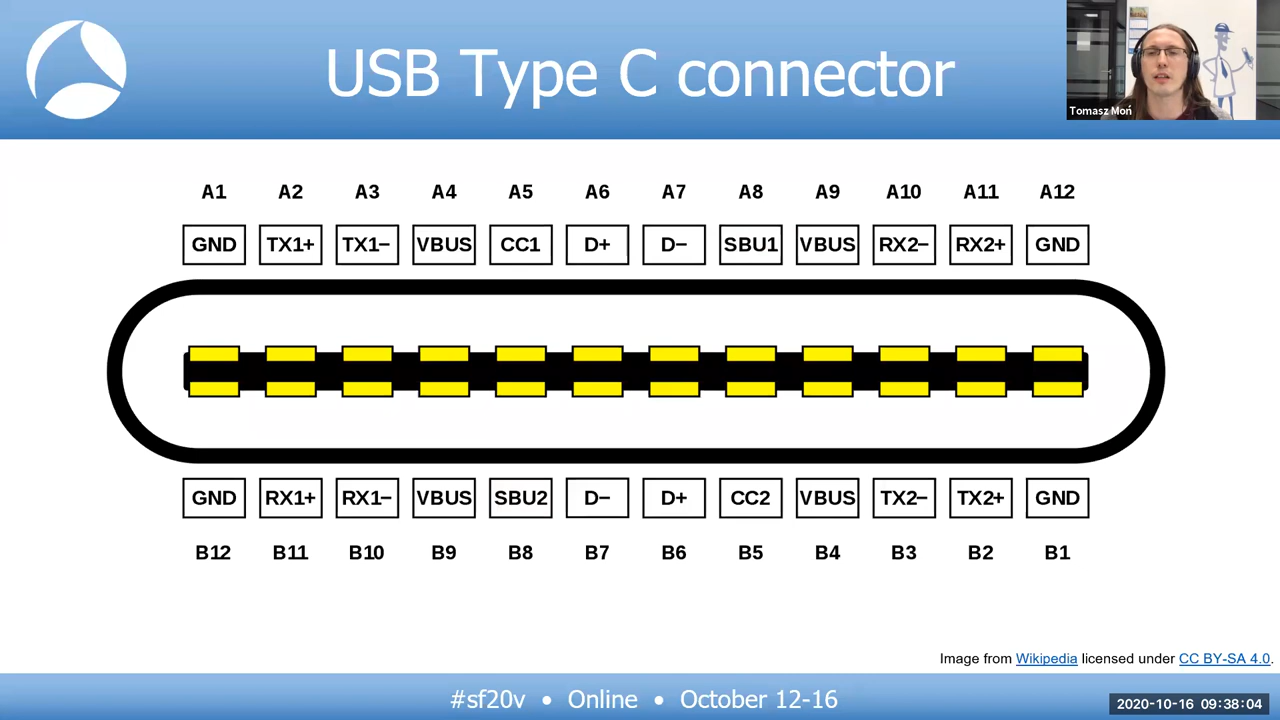 USB Type C connector
Tomasz Moń
A1 A2 A3 A4 A5 A6 A7 A8 A9 A10 A11 A12
GND TX1+ TX1− VBUS CC1 D+ D− SBU1 VBUS RX2− RX2+ GND
GND RX1+ RX1− VBUS SBU2 D− D+ CC2 VBUS TX2− TX2+ GND
B12 B11 B10 B9 B8 B7 B6 B5 B4 B3 B2 B1
Image from Wikipedia licensed under CC BY-SA 4.0.
#sf20v • Online • October 12-16
2020-10-16 09:38:04